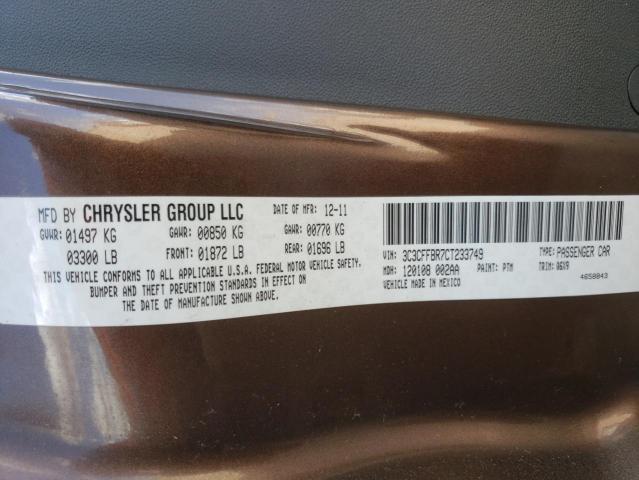 MFD BY CHRYSLER GROUP LLC DATE OF MFR: 12-11
GVWR: 01497 KG GAWR: 00850 KG GAWR: 00770 KG
03300 LB FRONT: 01872 LB REAR: 01696 LB
THIS VEHICLE CONFORMS TO ALL APPLICABLE U.S.A. FEDERAL MOTOR VEHICLE SAFETY,
BUMPER AND THEFT PREVENTION STANDARDS IN EFFECT ON
THE DATE OF MANUFACTURE SHOWN ABOVE.
VIN: 3C3CFFBR7CT233749 TYPE: PASSENGER CAR
MDH: 120108 002AA PAINT: PTM TRIM: A6X9
VEHICLE MADE IN MEXICO 4658843